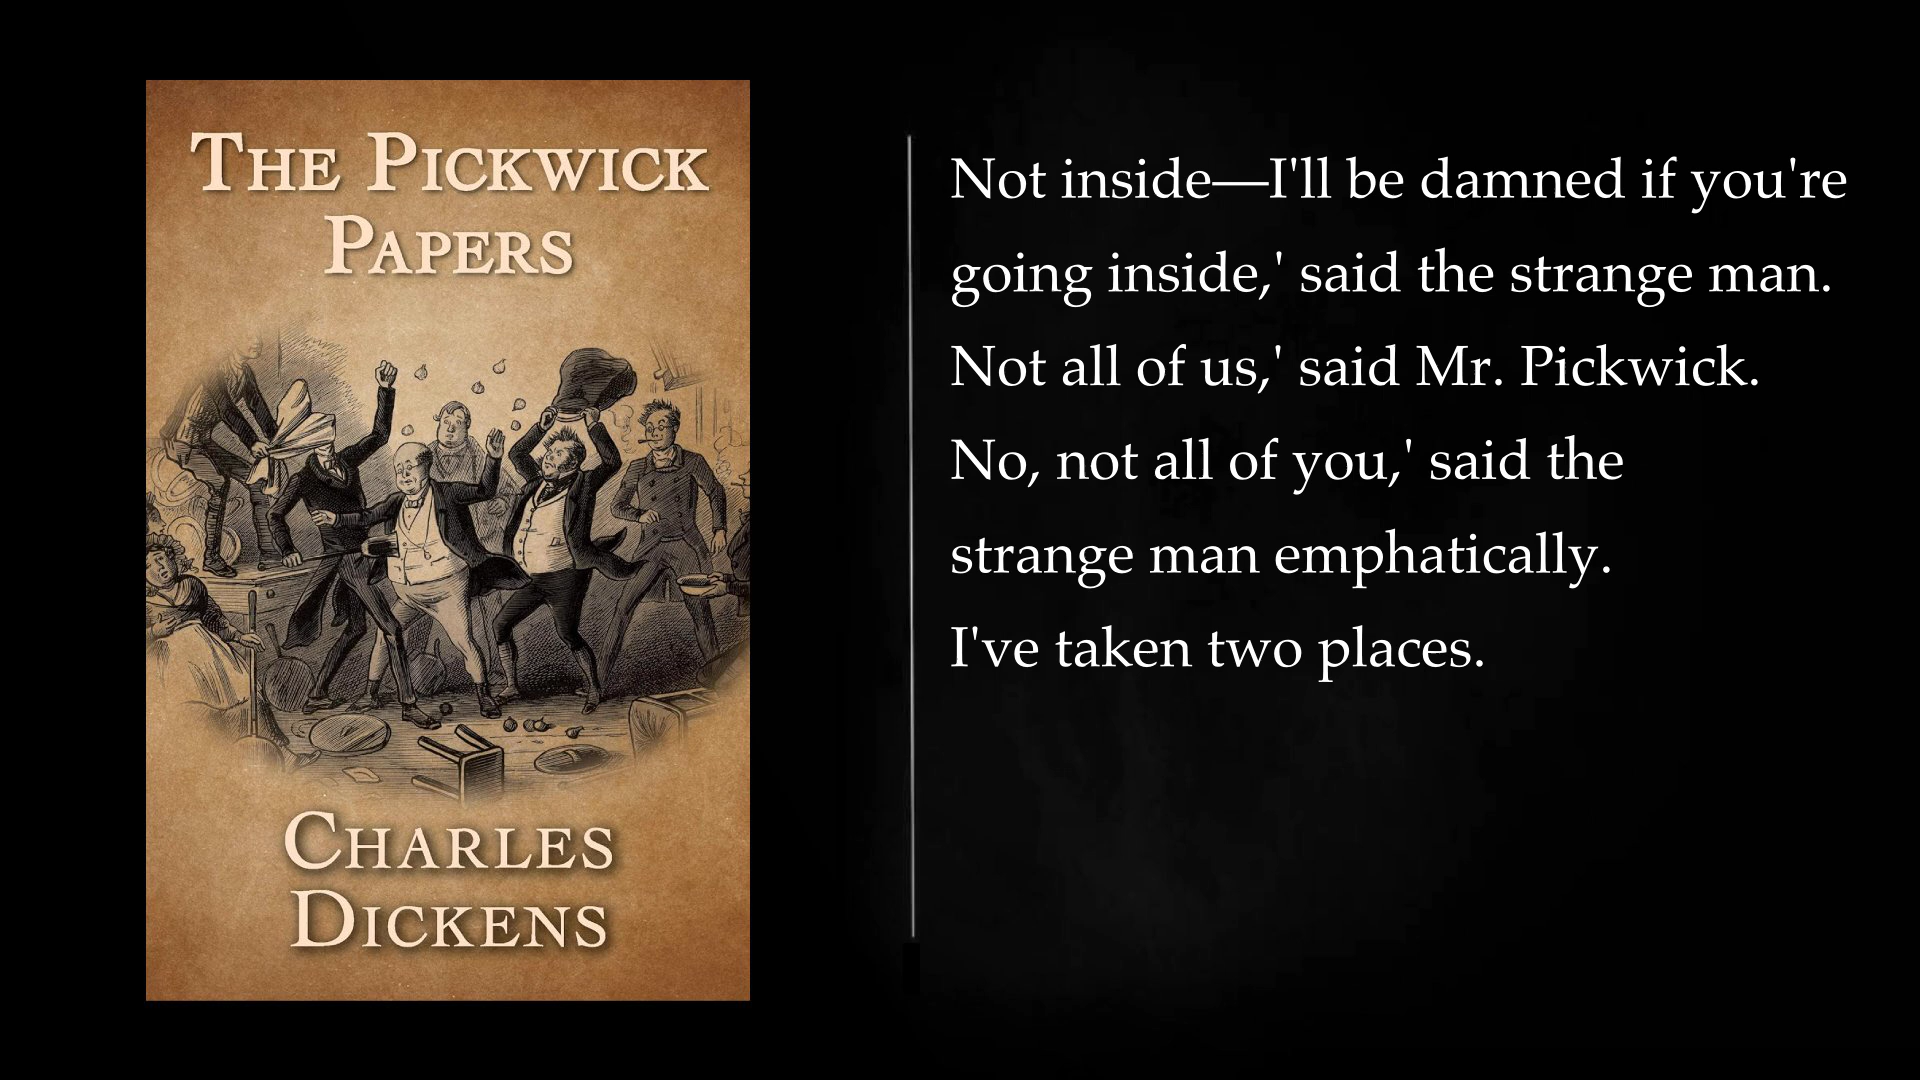 The Pickwick
Papers
Charles
Dickens
Not inside—I'll be damned if you're
going inside,' said the strange man.
Not all of us,' said Mr. Pickwick.
No, not all of you,' said the
strange man emphatically.
I've taken two places.